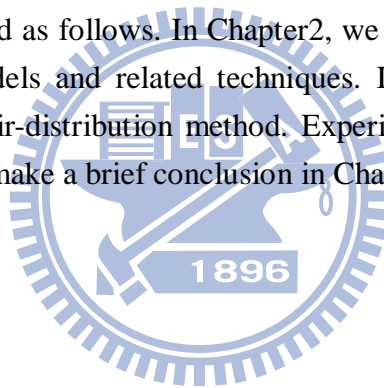 d as follows. In Chapter2, we
dels and related techniques. I
ir-distribution method. Experi
make a brief conclusion in Cha
E S A
1896